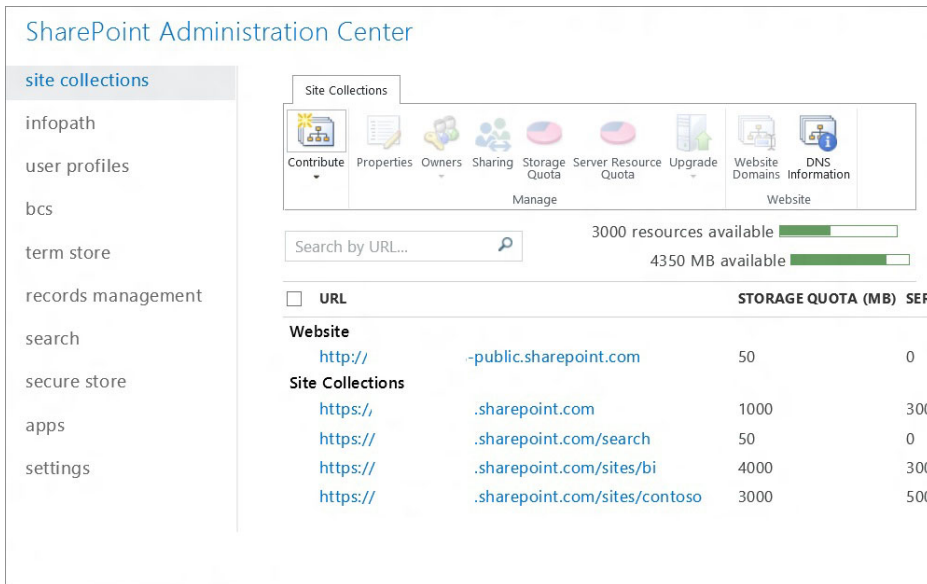 SharePoint Administration Center
site collections
infopath
user profiles
bcs
term store
records management
search
secure store
apps
settings
Site Collections
Contribute Properties Owners Sharing Storage Quota Server Resource Quota Upgrade Website Domains DNS Information
Manage Website
Search by URL...
3000 resources available
4350 MB available
URL STORAGE QUOTA (MB) SER
Website
http:// -public.sharepoint.com 50 0
Site Collections
https:// .sharepoint.com 1000 300
https:// .sharepoint.com/search 50 0
https:// .sharepoint.com/sites/bi 4000 300
https:// .sharepoint.com/sites/contoso 3000 500